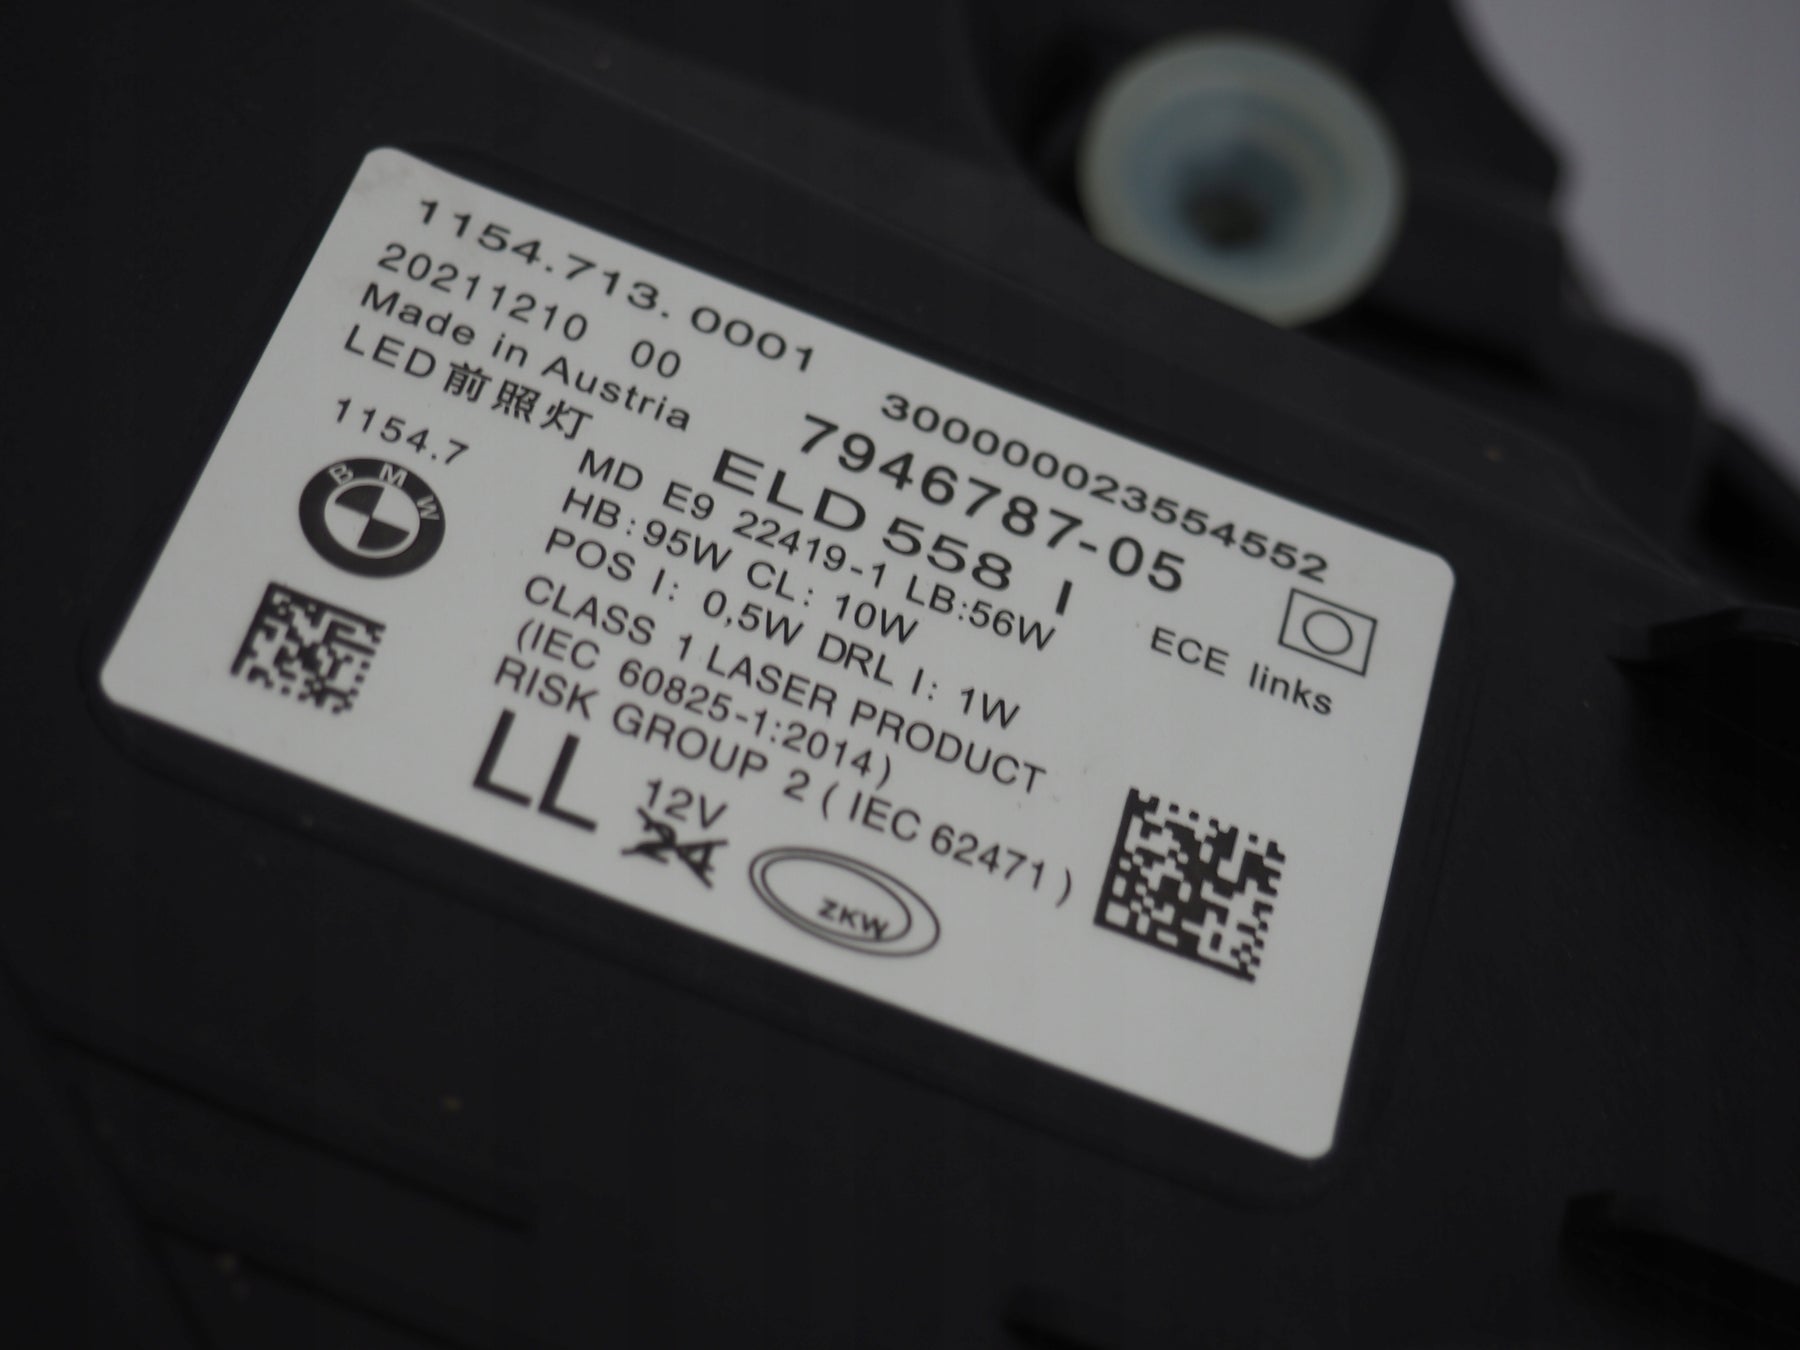 1154.713.0001 300000023554552
20211210 00 7946787-05
Made in Austria ELD 558 I
LED前照灯 MD E9 22419-1 LB:56W
1154.7 HB:95W CL: 10W ECE links
BMW POS I: 0,5W DRL I: 1W
CLASS 1 LASER PRODUCT
(IEC 60825-1:2014)
RISK GROUP 2 ( IEC 62471 )
LL 12V
24
ZKW